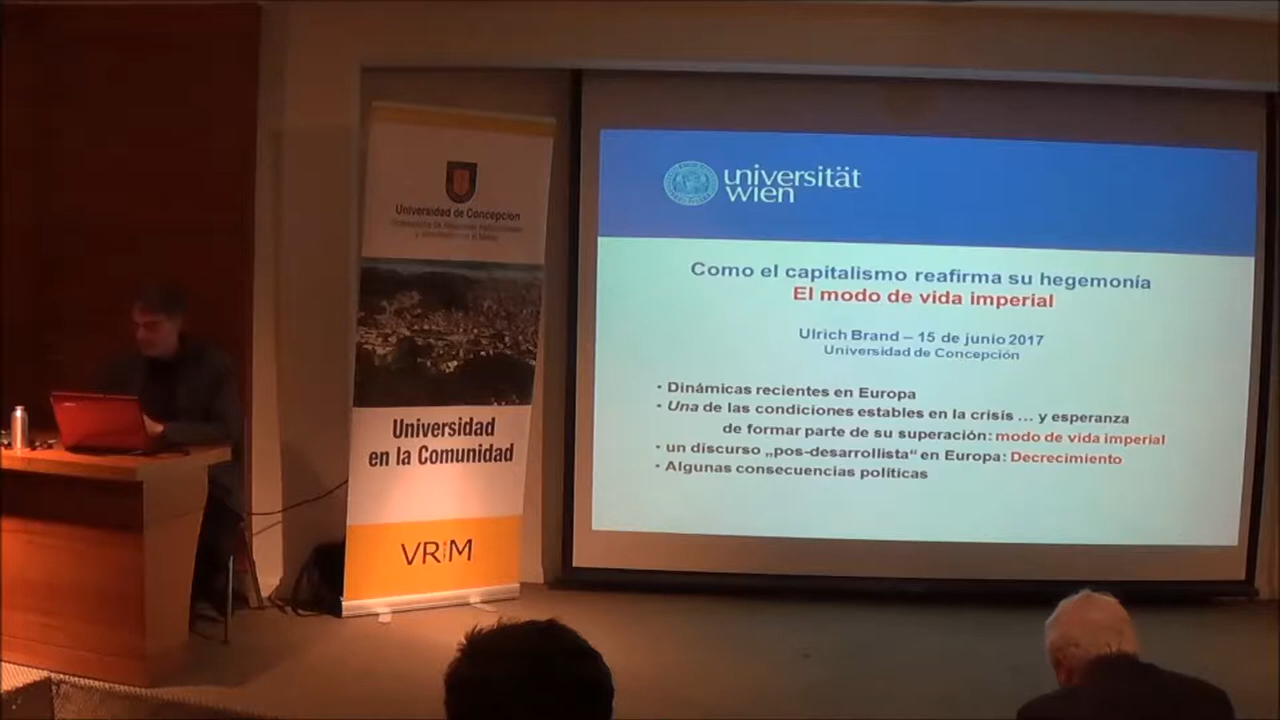 Universidad de Concepción
Universidad
en la Comunidad
VRiM
universität
wien
Como el capitalismo reafirma su hegemonía
El modo de vida imperial
Ulrich Brand – 15 de junio 2017
Universidad de Concepción
• Dinámicas recientes en Europa
• Una de las condiciones estables en la crisis ... y esperanza
de formar parte de su superación: modo de vida imperial
• un discurso „pos-desarrollista“ en Europa: Decrecimiento
• Algunas consecuencias políticas